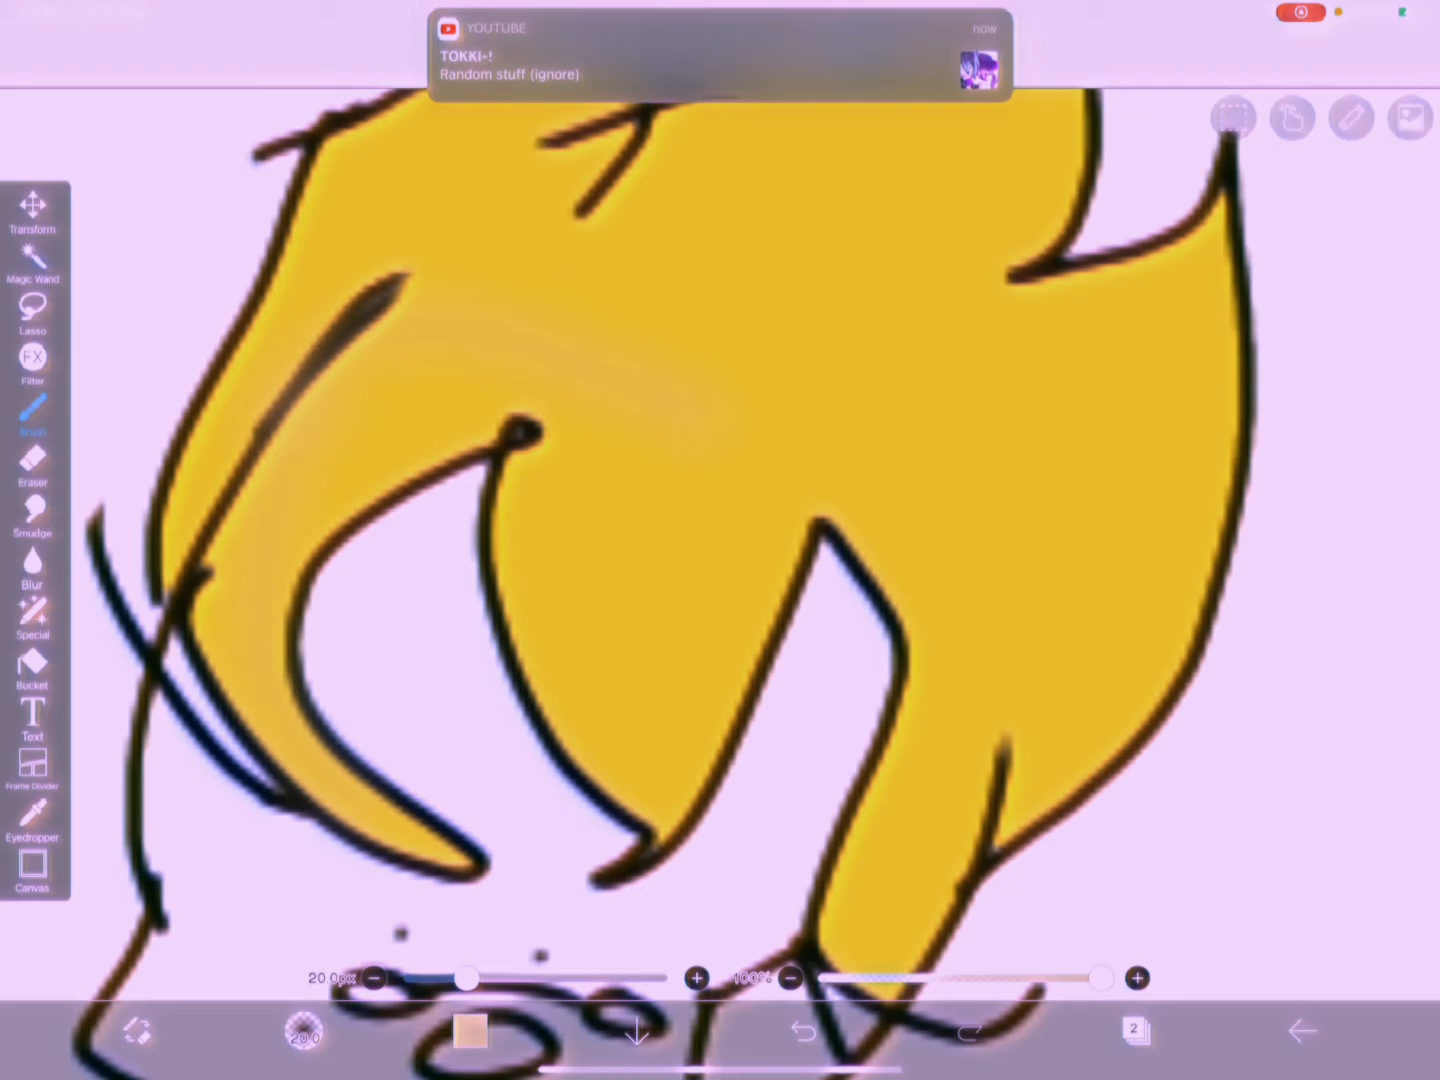 YOUTUBE
now
TOKKI◦!
Random stuff (ignore)
Transform
Magic Wand
Lasso
FX
Filter
Brush
Eraser
Smudge
Blur
Special
Bucket
T
Text
Frame Divider
Eyedropper
Canvas
20.0px
100%
20.0
2